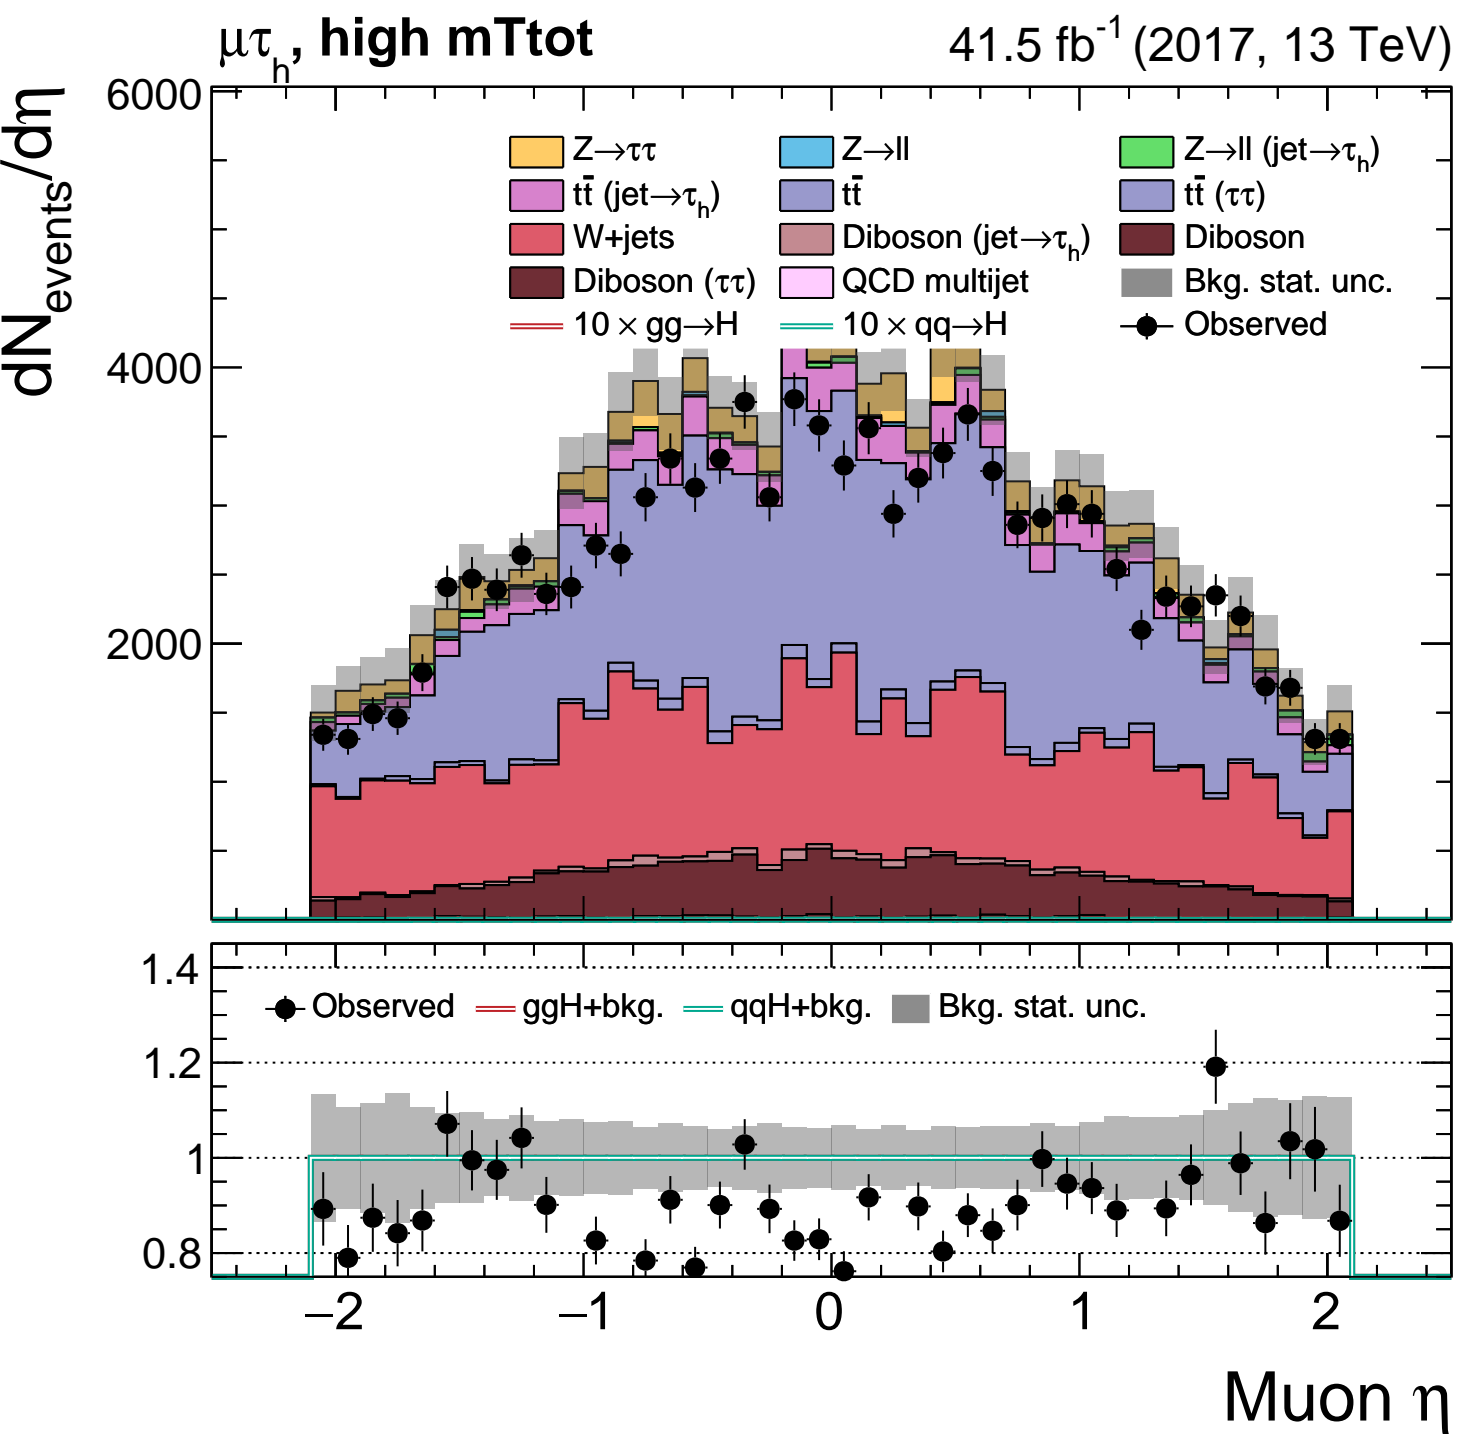 μτh, high mTtot 41.5 fb-1 (2017, 13 TeV)
dNevents/dη
6000
4000
2000
Z→ττ Z→ll Z→ll (jet→τh)
tt̄ (jet→τh) tt̄ tt̄ (ττ)
W+jets Diboson (jet→τh) Diboson
Diboson (ττ) QCD multijet Bkg. stat. unc.
10 × gg→H 10 × qq→H Observed
1.4
1.2
1
0.8
Observed ggH+bkg. qqH+bkg. Bkg. stat. unc.
−2 −1 0 1 2
Muon η